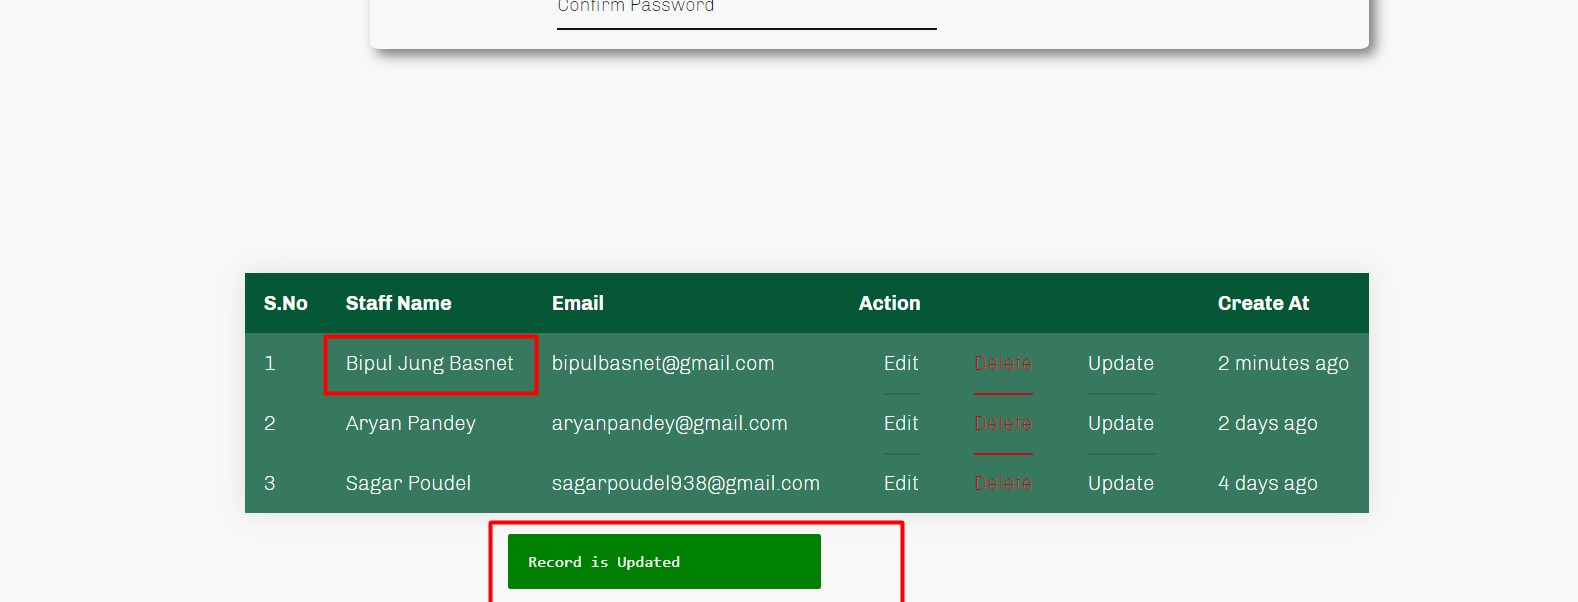 Confirm Password
S.No Staff Name Email Action Create At
1 Bipul Jung Basnet bipulbasnet@gmail.com Edit Delete Update 2 minutes ago
2 Aryan Pandey aryanpandey@gmail.com Edit Delete Update 2 days ago
3 Sagar Poudel sagarpoudel938@gmail.com Edit Delete Update 4 days ago
Record is Updated